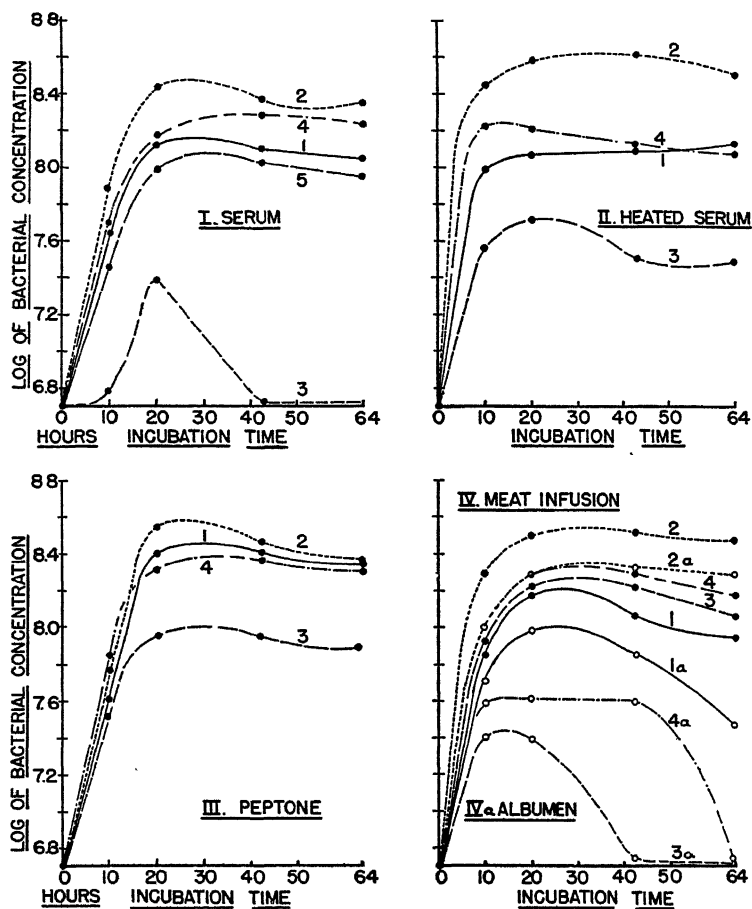 8.8
8.4
8.0
7.6
7.2
6.8
LOG OF BACTERIAL CONCENTRATION
2
4
1
5
3
I. SERUM
0 10 20 30 40 50 64
HOURS INCUBATION TIME
2
4
1
3
II. HEATED SERUM
0 10 20 30 40 50 64
INCUBATION TIME
8.8
8.4
8.0
7.6
7.2
6.8
LOG OF BACTERIAL CONCENTRATION
1
2
4
3
III. PEPTONE
0 10 20 30 40 50 64
HOURS INCUBATION TIME
IV. MEAT INFUSION
2
2a
4
3
1
1a
4a
IVa ALBUMEN
3a
0 10 20 30 40 50 64
INCUBATION TIME